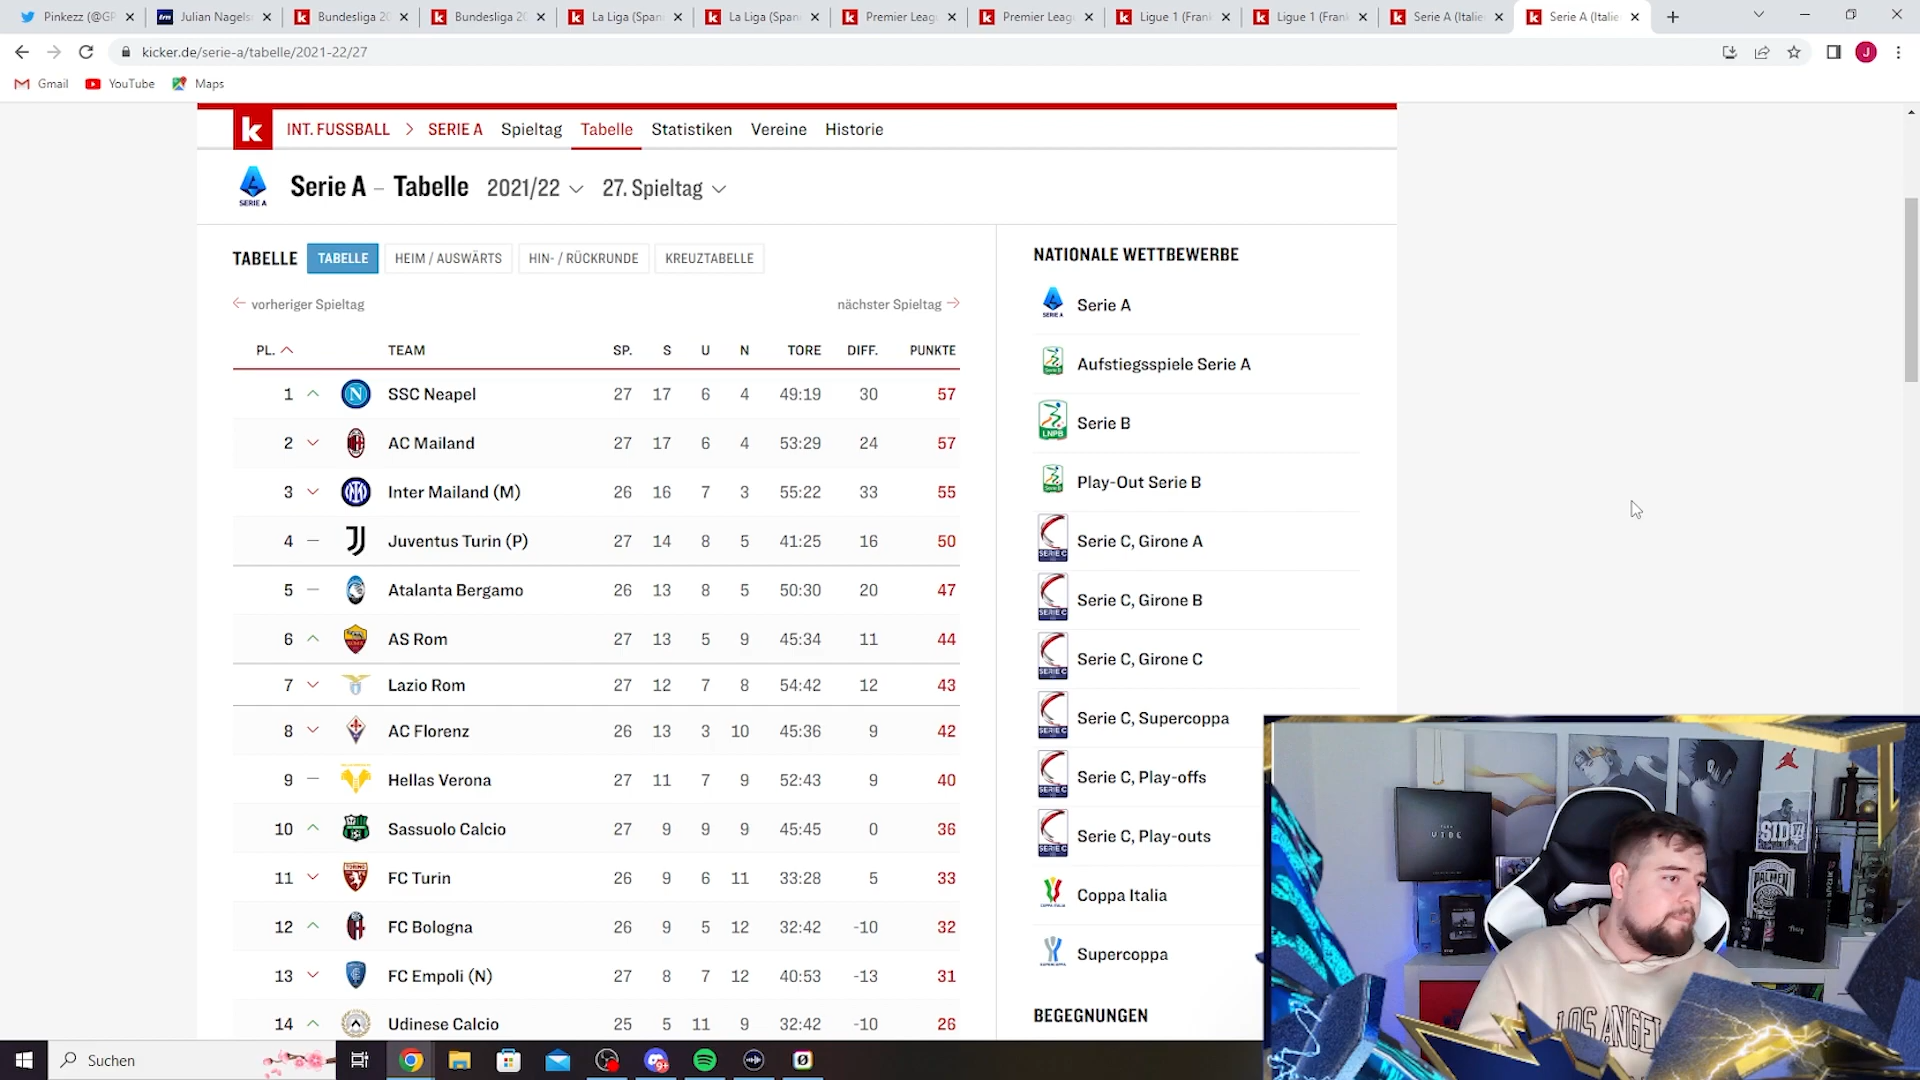 Pinkezz (@GF
Julian Nagels
Bundesliga 20
Bundesliga 20
La Liga (Span
La Liga (Span
Premier Leag
Premier Leag
Ligue 1 (Frank
Ligue 1 (Frank
Serie A (Italie
Serie A (Italie
kicker.de/serie-a/tabelle/2021-22/27
J
Gmail
YouTube
Maps
k INT. FUSSBALL > SERIE A Spieltag Tabelle Statistiken Vereine Historie
SERIE A
Serie A – Tabelle 2021/22 27. Spieltag
TABELLE TABELLE HEIM / AUSWÄRTS HIN- / RÜCKRUNDE KREUZTABELLE
← vorheriger Spieltag nächster Spieltag →
PL. TEAM SP. S U N TORE DIFF. PUNKTE
1 SSC Neapel 27 17 6 4 49:19 30 57
2 AC Mailand 27 17 6 4 53:29 24 57
3 Inter Mailand (M) 26 16 7 3 55:22 33 55
4 Juventus Turin (P) 27 14 8 5 41:25 16 50
5 Atalanta Bergamo 26 13 8 5 50:30 20 47
6 AS Rom 27 13 5 9 45:34 11 44
7 Lazio Rom 27 12 7 8 54:42 12 43
8 AC Florenz 26 13 3 10 45:36 9 42
9 Hellas Verona 27 11 7 9 52:43 9 40
10 Sassuolo Calcio 27 9 9 9 45:45 0 36
11 FC Turin 26 9 6 11 33:28 5 33
12 FC Bologna 26 9 5 12 32:42 -10 32
13 FC Empoli (N) 27 8 7 12 40:53 -13 31
14 Udinese Calcio 25 5 11 9 32:42 -10 26
NATIONALE WETTBEWERBE
Serie A
Aufstiegsspiele Serie A
Serie B
Play-Out Serie B
Serie C, Girone A
Serie C, Girone B
Serie C, Girone C
Serie C, Supercoppa
Serie C, Play-offs
Serie C, Play-outs
Coppa Italia
Supercoppa
BEGEGNUNGEN
LOS ANGEL
Suchen